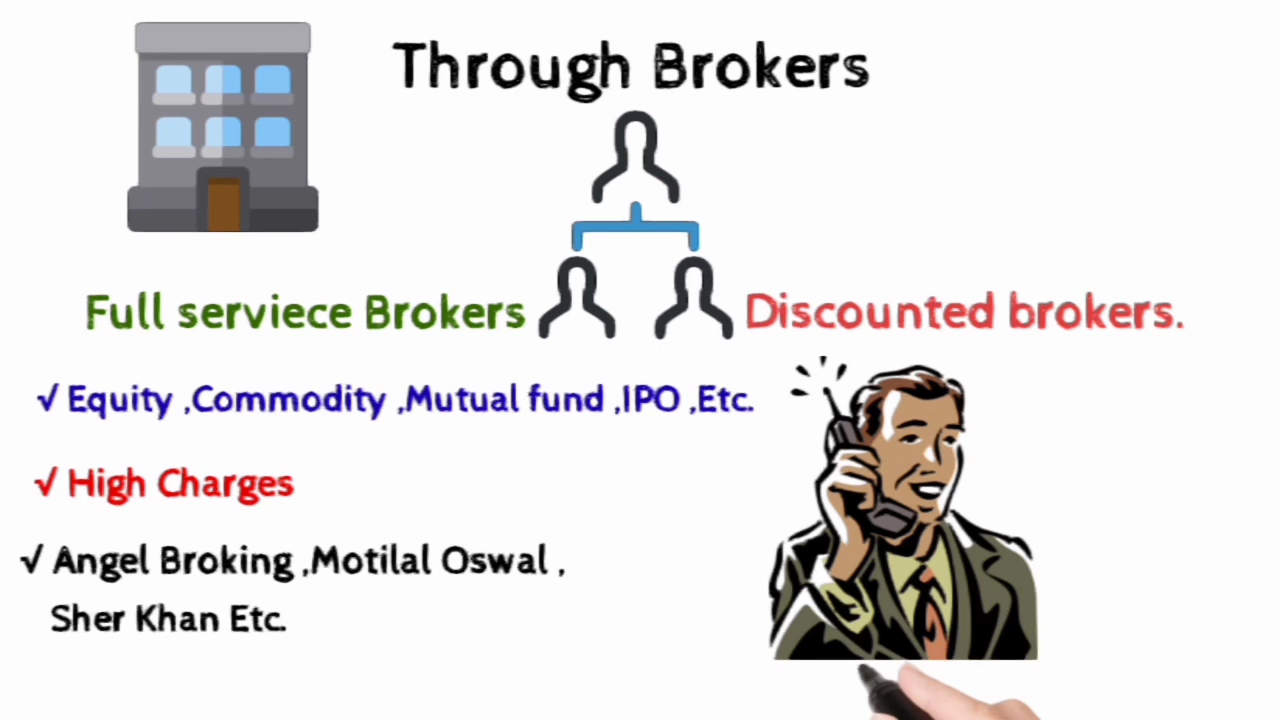 Through Brokers
Full serviece Brokers
Discounted brokers.
√ Equity ,Commodity ,Mutual fund ,IPO ,Etc.
√ High Charges
√ Angel Broking ,Motilal Oswal ,
Sher Khan Etc.